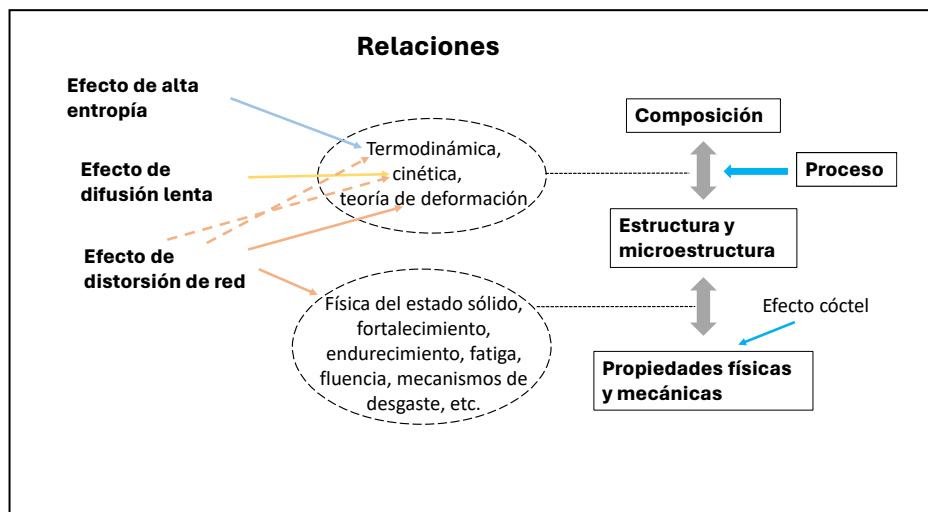 Relaciones
Efecto de alta
entropía
Efecto de
difusión lenta
Efecto de
distorsión de red
Termodinámica,
cinética,
teoría de deformación
Física del estado sólido,
fortalecimiento,
endurecimiento, fatiga,
fluencia, mecanismos de
desgaste, etc.
Composición
Proceso
Estructura y
microestructura
Efecto cóctel
Propiedades físicas
y mecánicas